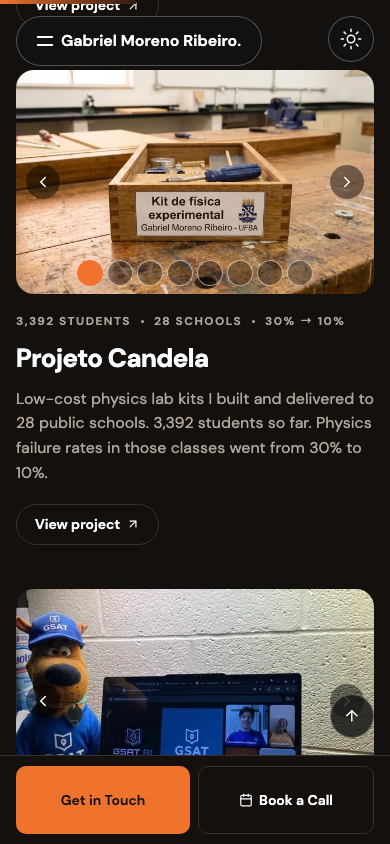 View project ↗
Gabriel Moreno Ribeiro.
Kit de física
experimental
Gabriel Moreno Ribeiro - UFBA
3,392 STUDENTS • 28 SCHOOLS • 30% → 10%
Projeto Candela
Low-cost physics lab kits I built and delivered to
28 public schools. 3,392 students so far. Physics
failure rates in those classes went from 30% to
10%.
View project ↗
GSAT
GSAT
GSAT AI
GSAT
Get in Touch
Book a Call